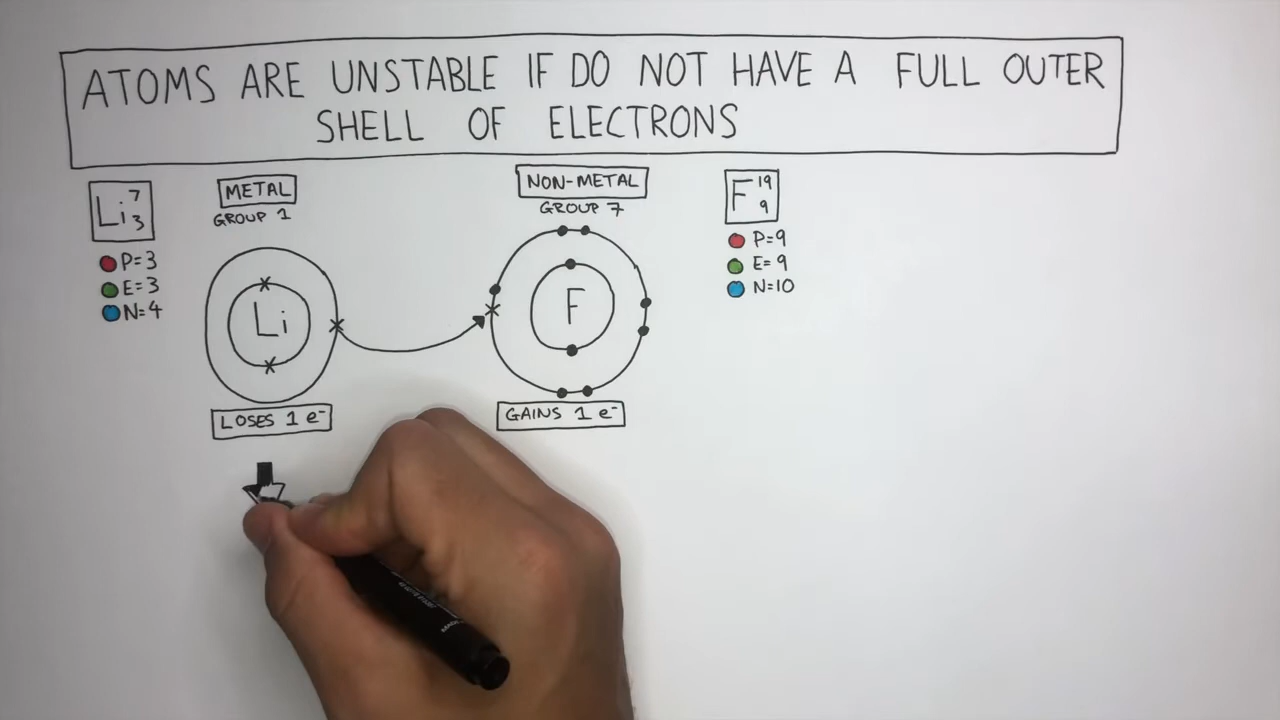 ATOMS ARE UNSTABLE IF DO NOT HAVE A FULL OUTER
SHELL OF ELECTRONS
Li 7 3
P=3
E=3
N=4
METAL
GROUP 1
Li
LOSES 1 e⁻
NON-METAL
GROUP 7
F
GAINS 1 e⁻
F 19 9
P=9
E=9
N=10